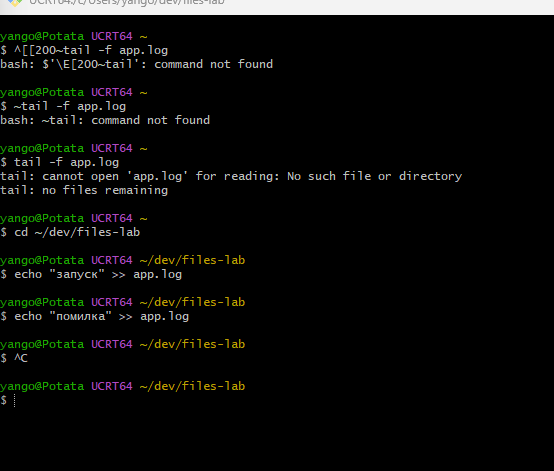 UCRT64:/c/Users/yango/dev/files-lab
yango@Potata UCRT64 ~
$ ^[[200~tail -f app.log
bash: $'\E[200~tail': command not found
yango@Potata UCRT64 ~
$ ~tail -f app.log
bash: ~tail: command not found
yango@Potata UCRT64 ~
$ tail -f app.log
tail: cannot open 'app.log' for reading: No such file or directory
tail: no files remaining
yango@Potata UCRT64 ~
$ cd ~/dev/files-lab
yango@Potata UCRT64 ~/dev/files-lab
$ echo "запуск" >> app.log
yango@Potata UCRT64 ~/dev/files-lab
$ echo "помилка" >> app.log
yango@Potata UCRT64 ~/dev/files-lab
$ ^C
yango@Potata UCRT64 ~/dev/files-lab
$